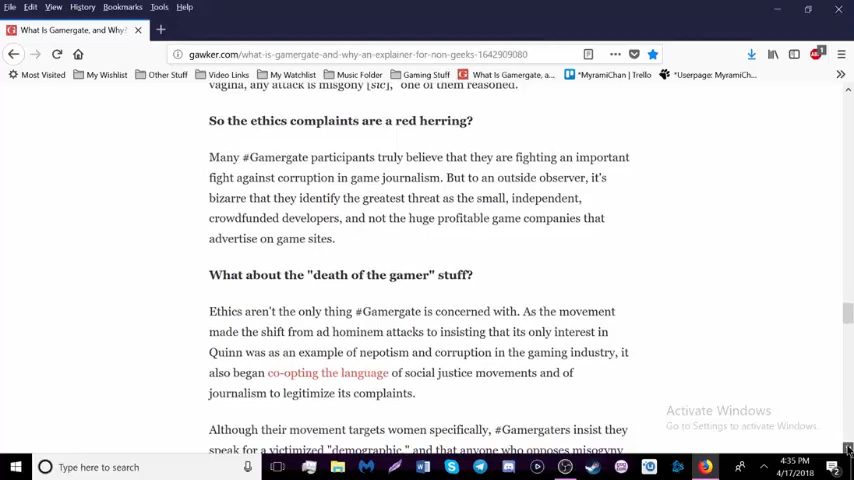 File Edit View History Bookmarks Tools Help
What Is Gamergate, and Why?
gawker.com/what-is-gamergate-and-why-an-explainer-for-non-geeks-1642909080
Most Visited My Wishlist Other Stuff Video Links My Watchlist Music Folder Gaming Stuff What Is Gamergate, a... *MyramiChan | Trello *Userpage: MyramiCh...
vagina, any attack is misgony [sic]," one of them reasoned.
So the ethics complaints are a red herring?
Many #Gamergate participants truly believe that they are fighting an important
fight against corruption in game journalism. But to an outside observer, it's
bizarre that they identify the greatest threat as the small, independent,
crowdfunded developers, and not the huge profitable game companies that
advertise on game sites.
What about the "death of the gamer" stuff?
Ethics aren't the only thing #Gamergate is concerned with. As the movement
made the shift from ad hominem attacks to insisting that its only interest in
Quinn was as an example of nepotism and corruption in the gaming industry, it
also began co-opting the language of social justice movements and of
journalism to legitimize its complaints.
Although their movement targets women specifically, #Gamergaters insist they
speak for a victimized "demographic," and that anyone who opposes misogyny
Activate Windows
Go to Settings to activate Windows.
Type here to search
4:35 PM
4/17/2018
2